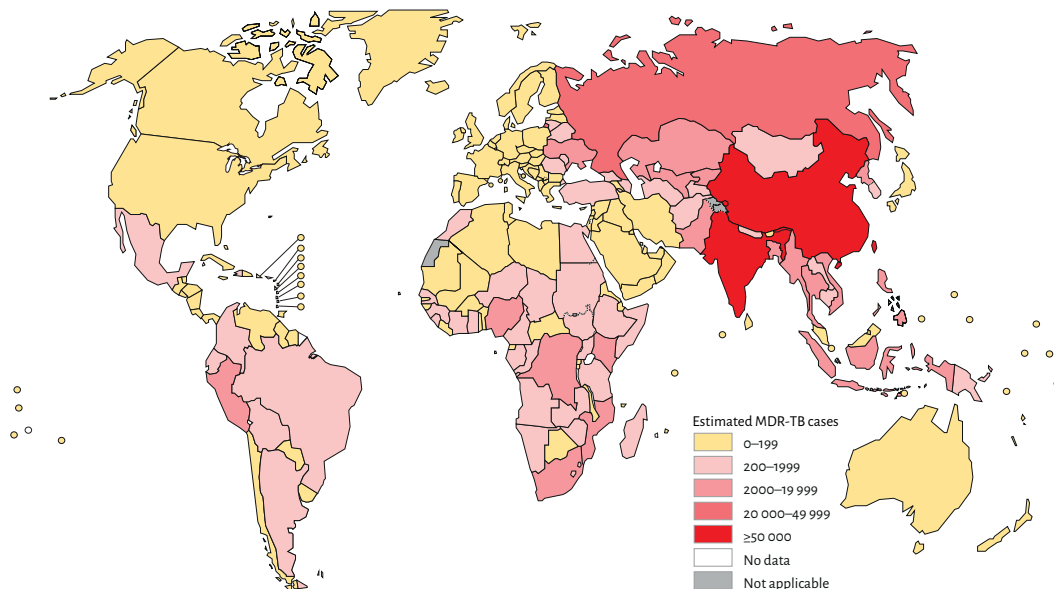 Estimated MDR-TB cases
0–199
200–1999
2000–19 999
20 000–49 999
≥50 000
No data
Not applicable